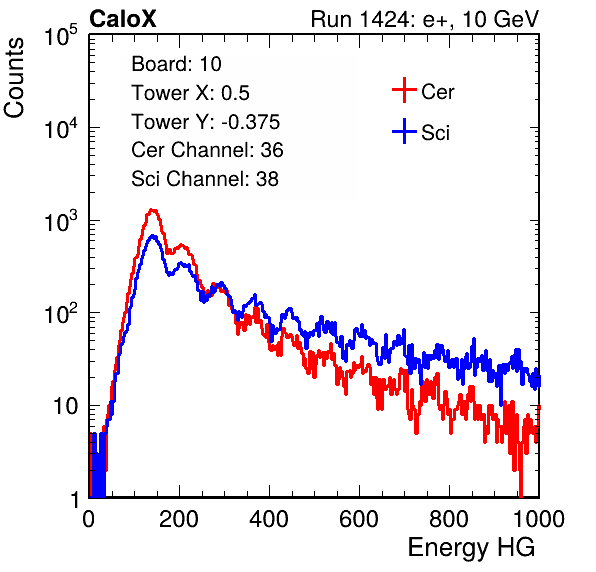 CaloX Run 1424: e+, 10 GeV
Counts
Board: 10
Tower X: 0.5
Tower Y: -0.375
Cer Channel: 36
Sci Channel: 38
Cer
Sci
10^5
10^4
10^3
10^2
10
1
0 200 400 600 800 1000
Energy HG